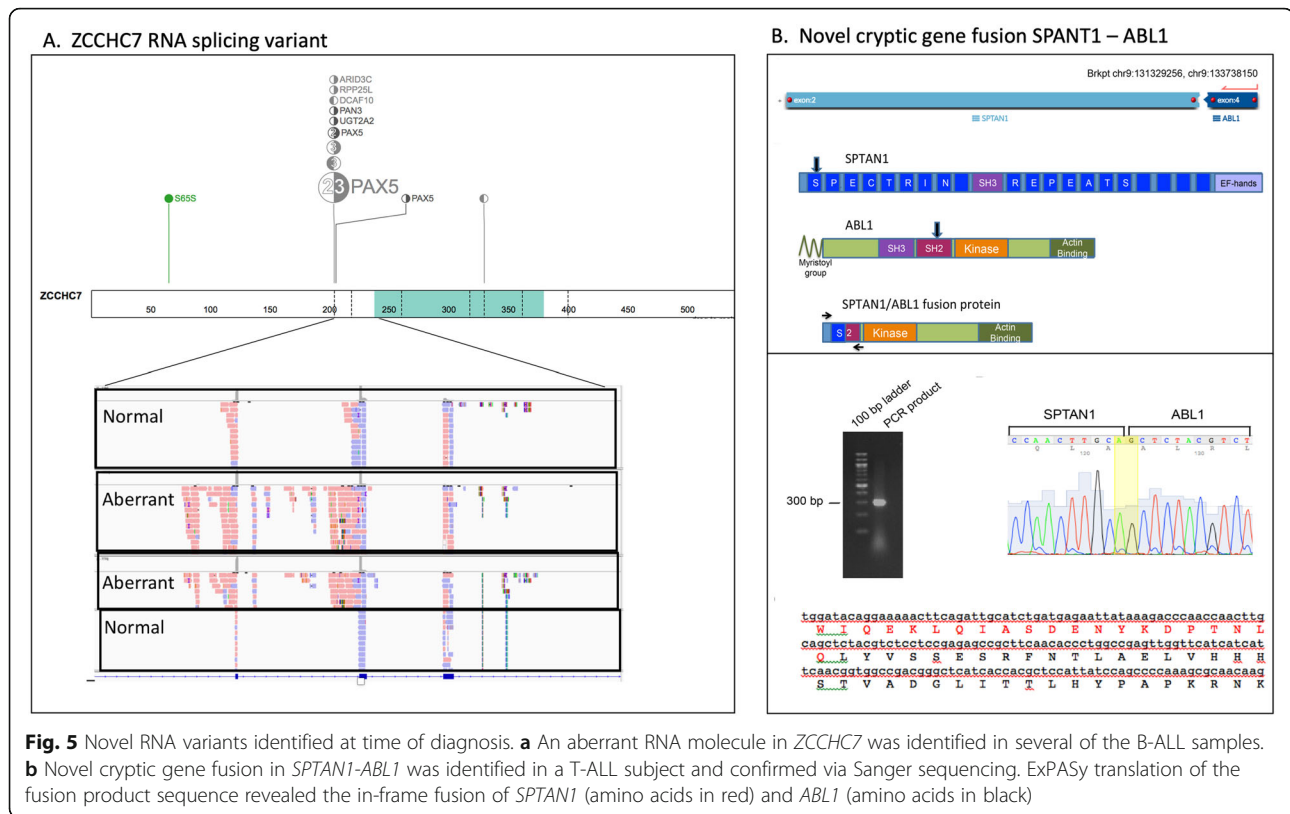 A. ZCCHC7 RNA splicing variant
ARID3C
RPP25L
DCAF10
PAN3
UGT2A2
2 PAX5
3
3
2 3 PAX5
S65S
PAX5
ZCCHC7
50 100 150 200 250 300 350 400 450 500
Normal
Aberrant
Aberrant
Normal
B. Novel cryptic gene fusion SPANT1 – ABL1
Brkpt chr9:131329256, chr9:133738150
exon:2 exon:4
SPTAN1 ABL1
SPTAN1
S P E C T R I N SH3 R E P E A T S EF-hands
ABL1
SH3 SH2 Kinase Actin Binding
Myristoyl group
SPTAN1/ABL1 fusion protein
S 2 Kinase Actin Binding
100 bp ladder
PCR product
300 bp
SPTAN1 ABL1
C C A A C T T G C A G C T C T A C G T C T
Q L A A L R L
130 130
tggatacaggaaaaacttcagattgcatctgatgagaattataaagacccaaccaacttg
W I Q E K L Q I A S D E N Y K D P T N L
cagctctacgtctcctccgagagccgcttcaacaccctggccgagttggttcatcatcat
Q L Y V S S E S R F N T L A E L V H H H
tcaacggtggccgacgggctcatcaccacgctccattatccagccccaaagcgcaacaag
S T V A D G L I T T L H Y P A P K R N K
Fig. 5 Novel RNA variants identified at time of diagnosis. a An aberrant RNA molecule in ZCCHC7 was identified in several of the B-ALL samples.
b Novel cryptic gene fusion in SPTAN1-ABL1 was identified in a T-ALL subject and confirmed via Sanger sequencing. ExPASy translation of the
fusion product sequence revealed the in-frame fusion of SPTAN1 (amino acids in red) and ABL1 (amino acids in black)